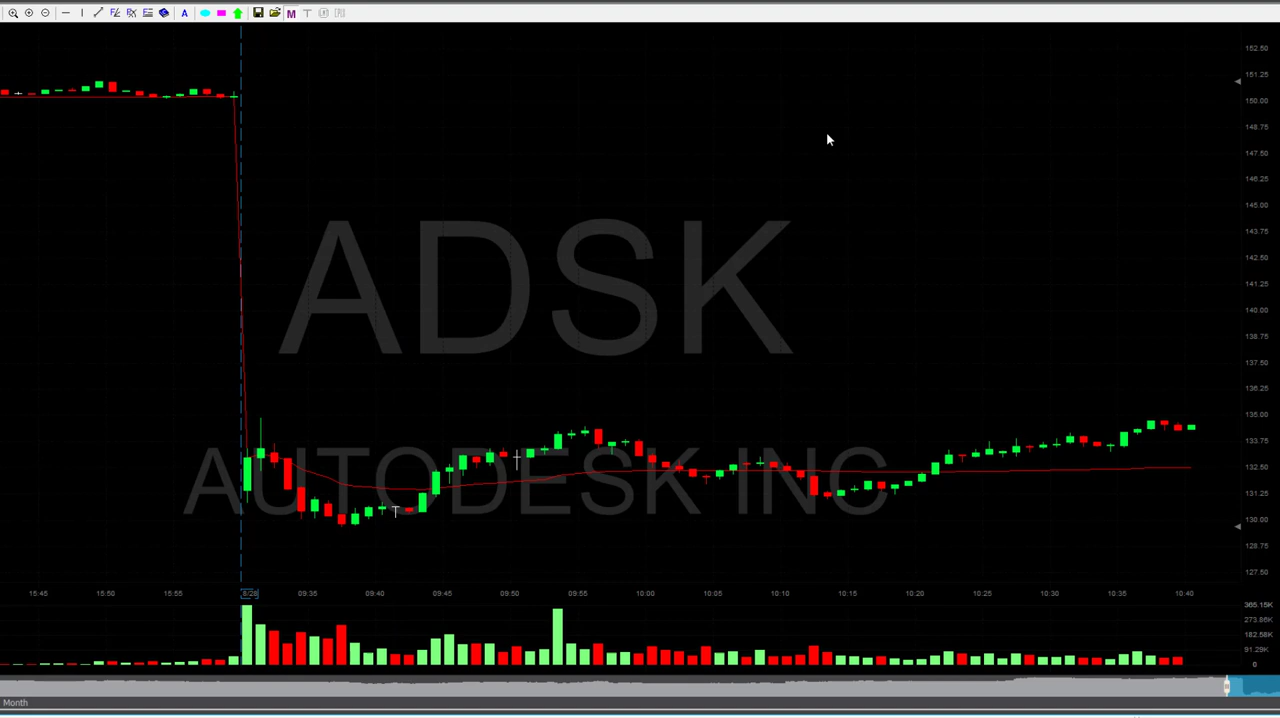 A
M
T
ADSK
AUTODESK INC
152.50
151.25
150.00
148.75
147.50
146.25
145.00
143.75
142.50
141.25
140.00
138.75
137.50
136.25
135.00
133.75
132.50
131.25
130.00
128.75
127.50
15:45 15:50 15:55 8/28 09:35 09:40 09:45 09:50 09:55 10:00 10:05 10:10 10:15 10:20 10:25 10:30 10:35 10:40
365.15K
273.86K
182.58K
91.29K
0
Month